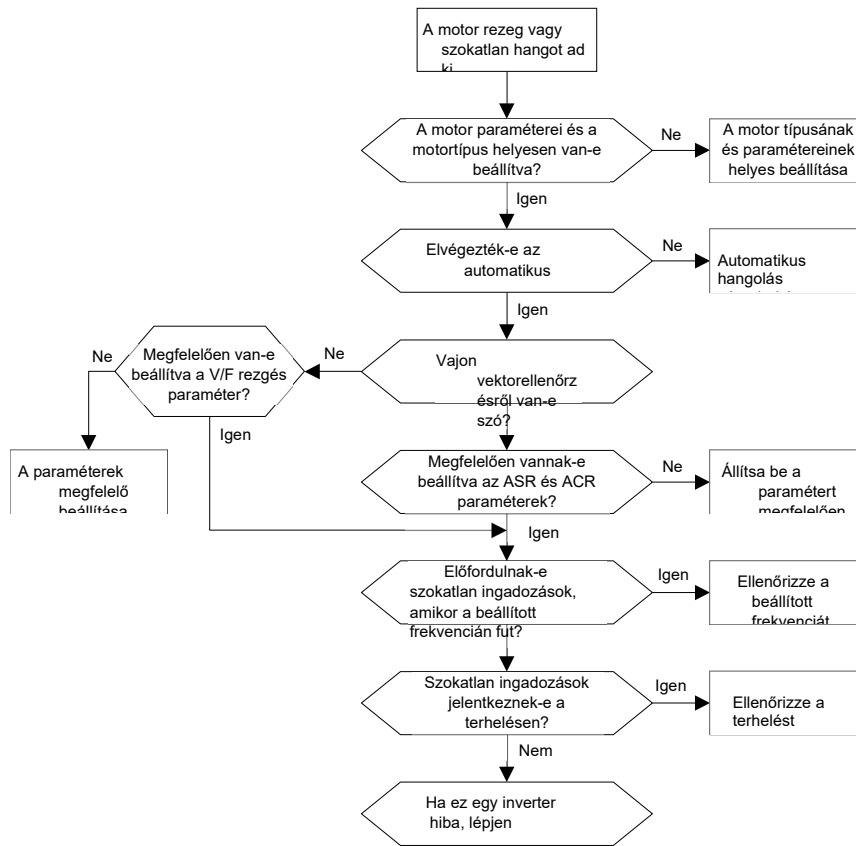 A motor rezeg vagy
szokatlan hangot ad
ki
A motor paraméterei és a
motortípus helyesen van-e
beállítva?
Ne
A motor típusának
és paramétereinek
helyes beállítása
Igen
Elvégezték-e az
automatikus
Ne
Automatikus
hangolás
Igen
Megfelelően van-e
beállítva a V/F rezgés
paraméter?
Ne
Ne
Vajon
vektorellenőrz
ésről van-e
szó?
Igen
A paraméterek
megfelelő
beállítása
Megfelelően vannak-e
beállítva az ASR és ACR
paraméterek?
Ne
Állítsa be a
paramétert
megfelelően
Igen
Előfordulnak-e
szokatlan ingadozások,
amikor a beállított
frekvencián fut?
Igen
Ellenőrizze a
beállított
frekvenciát
Szokatlan ingadozások
jelentkeznek-e a
terhelésen?
Igen
Ellenőrizze a
terhelést
Nem
Ha ez egy inverter
hiba, lépjen